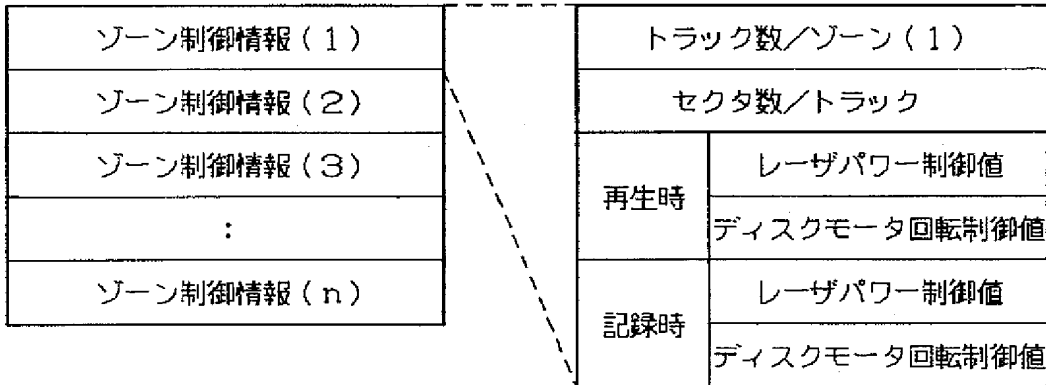 ゾーン制御情報（1）
ゾーン制御情報（2）
ゾーン制御情報（3）
：
ゾーン制御情報（n）
トラック数／ゾーン（1）
セクタ数／トラック
再生時
レーザパワー制御値
ディスクモータ回転制御値
記録時
レーザパワー制御値
ディスクモータ回転制御値